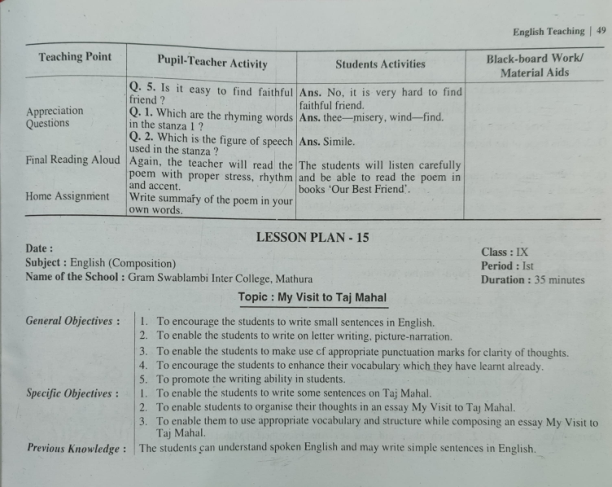 English Teaching | 49
Teaching Point Pupil-Teacher Activity Students Activities Black-board Work/
Material Aids
Q. 5. Is it easy to find faithful Ans. No, it is very hard to find
friend ? faithful friend.
Appreciation Q. 1. Which are the rhyming words Ans. thee—misery, wind—find.
Questions in the stanza 1 ?
Q. 2. Which is the figure of speech Ans. Simile.
used in the stanza ?
Final Reading Aloud Again, the teacher will read the The students will listen carefully
poem with proper stress, rhythm and be able to read the poem in
and accent. books 'Our Best Friend'.
Home Assignment Write summary of the poem in your
own words.
LESSON PLAN - 15
Date :
Class : IX
Subject : English (Composition)
Period : Ist
Name of the School : Gram Swablambi Inter College, Mathura
Duration : 35 minutes
Topic : My Visit to Taj Mahal
General Objectives : 1. To encourage the students to write small sentences in English.
2. To enable the students to write on letter writing, picture-narration.
3. To enable the students to make use cf appropriate punctuation marks for clarity of thoughts.
4. To encourage the students to enhance their vocabulary which they have learnt already.
5. To promote the writing ability in students.
Specific Objectives : 1. To enable the students to write some sentences on Taj Mahal.
2. To enable students to organise their thoughts in an essay My Visit to Taj Mahal.
3. To enable them to use appropriate vocabulary and structure while composing an essay My Visit to
Taj Mahal.
Previous Knowledge : The students can understand spoken English and may write simple sentences in English.